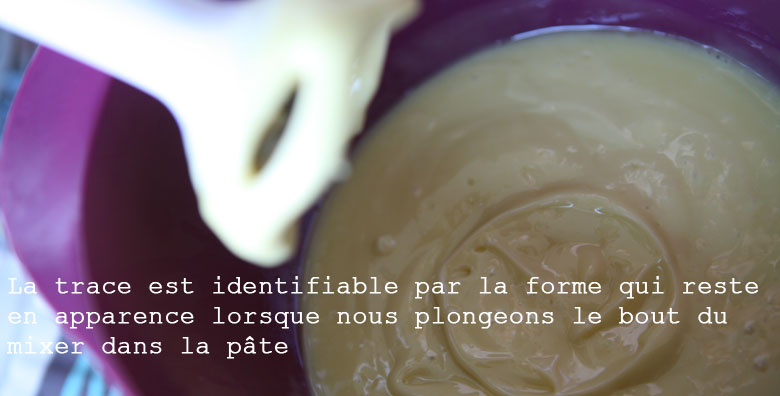 La trace est identifiable par la forme qui reste
en apparence lorsque nous plongeons le bout du
mixer dans la pâte